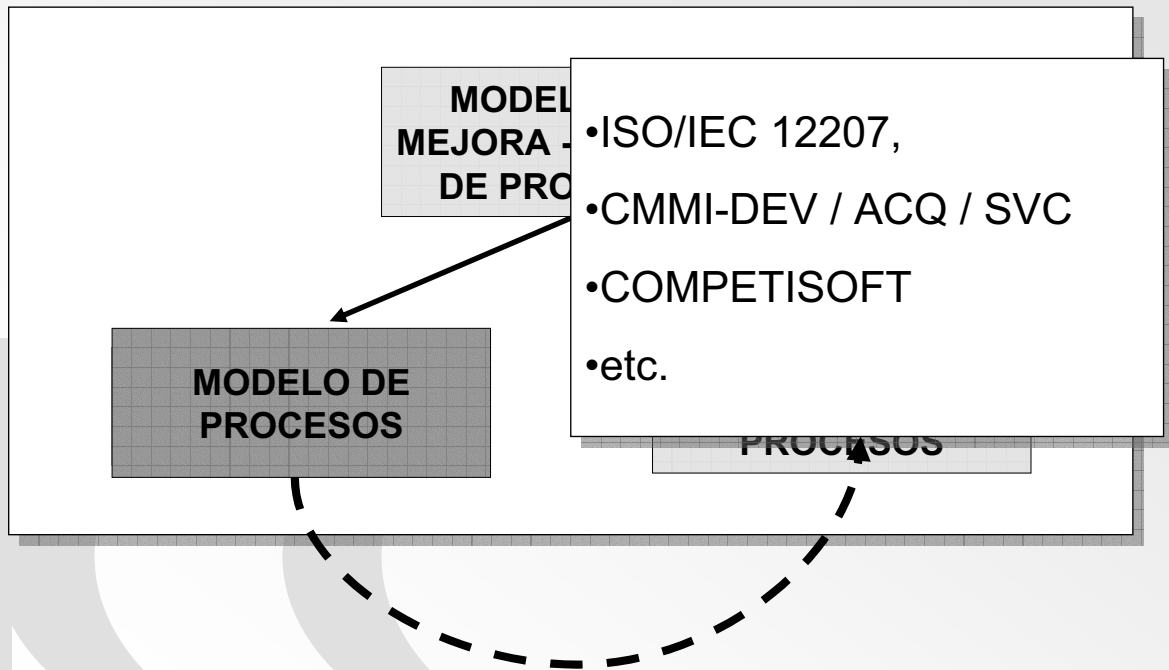 MODEL
MEJORA -
DE PRO
•ISO/IEC 12207,
•CMMI-DEV / ACQ / SVC
•COMPETISOFT
•etc.
MODELO DE
PROCESOS
PROCESOS